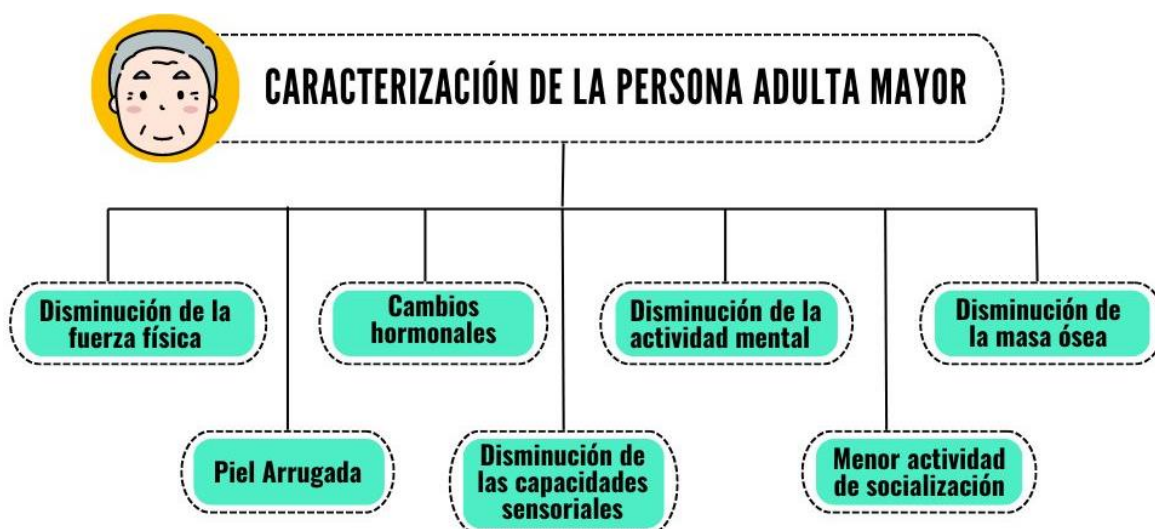 CARACTERIZACIÓN DE LA PERSONA ADULTA MAYOR
Disminución de la
fuerza física
Cambios
hormonales
Disminución de la
actividad mental
Disminución de
la masa ósea
Piel Arrugada
Disminución de
las capacidades
sensoriales
Menor actividad
de socialización